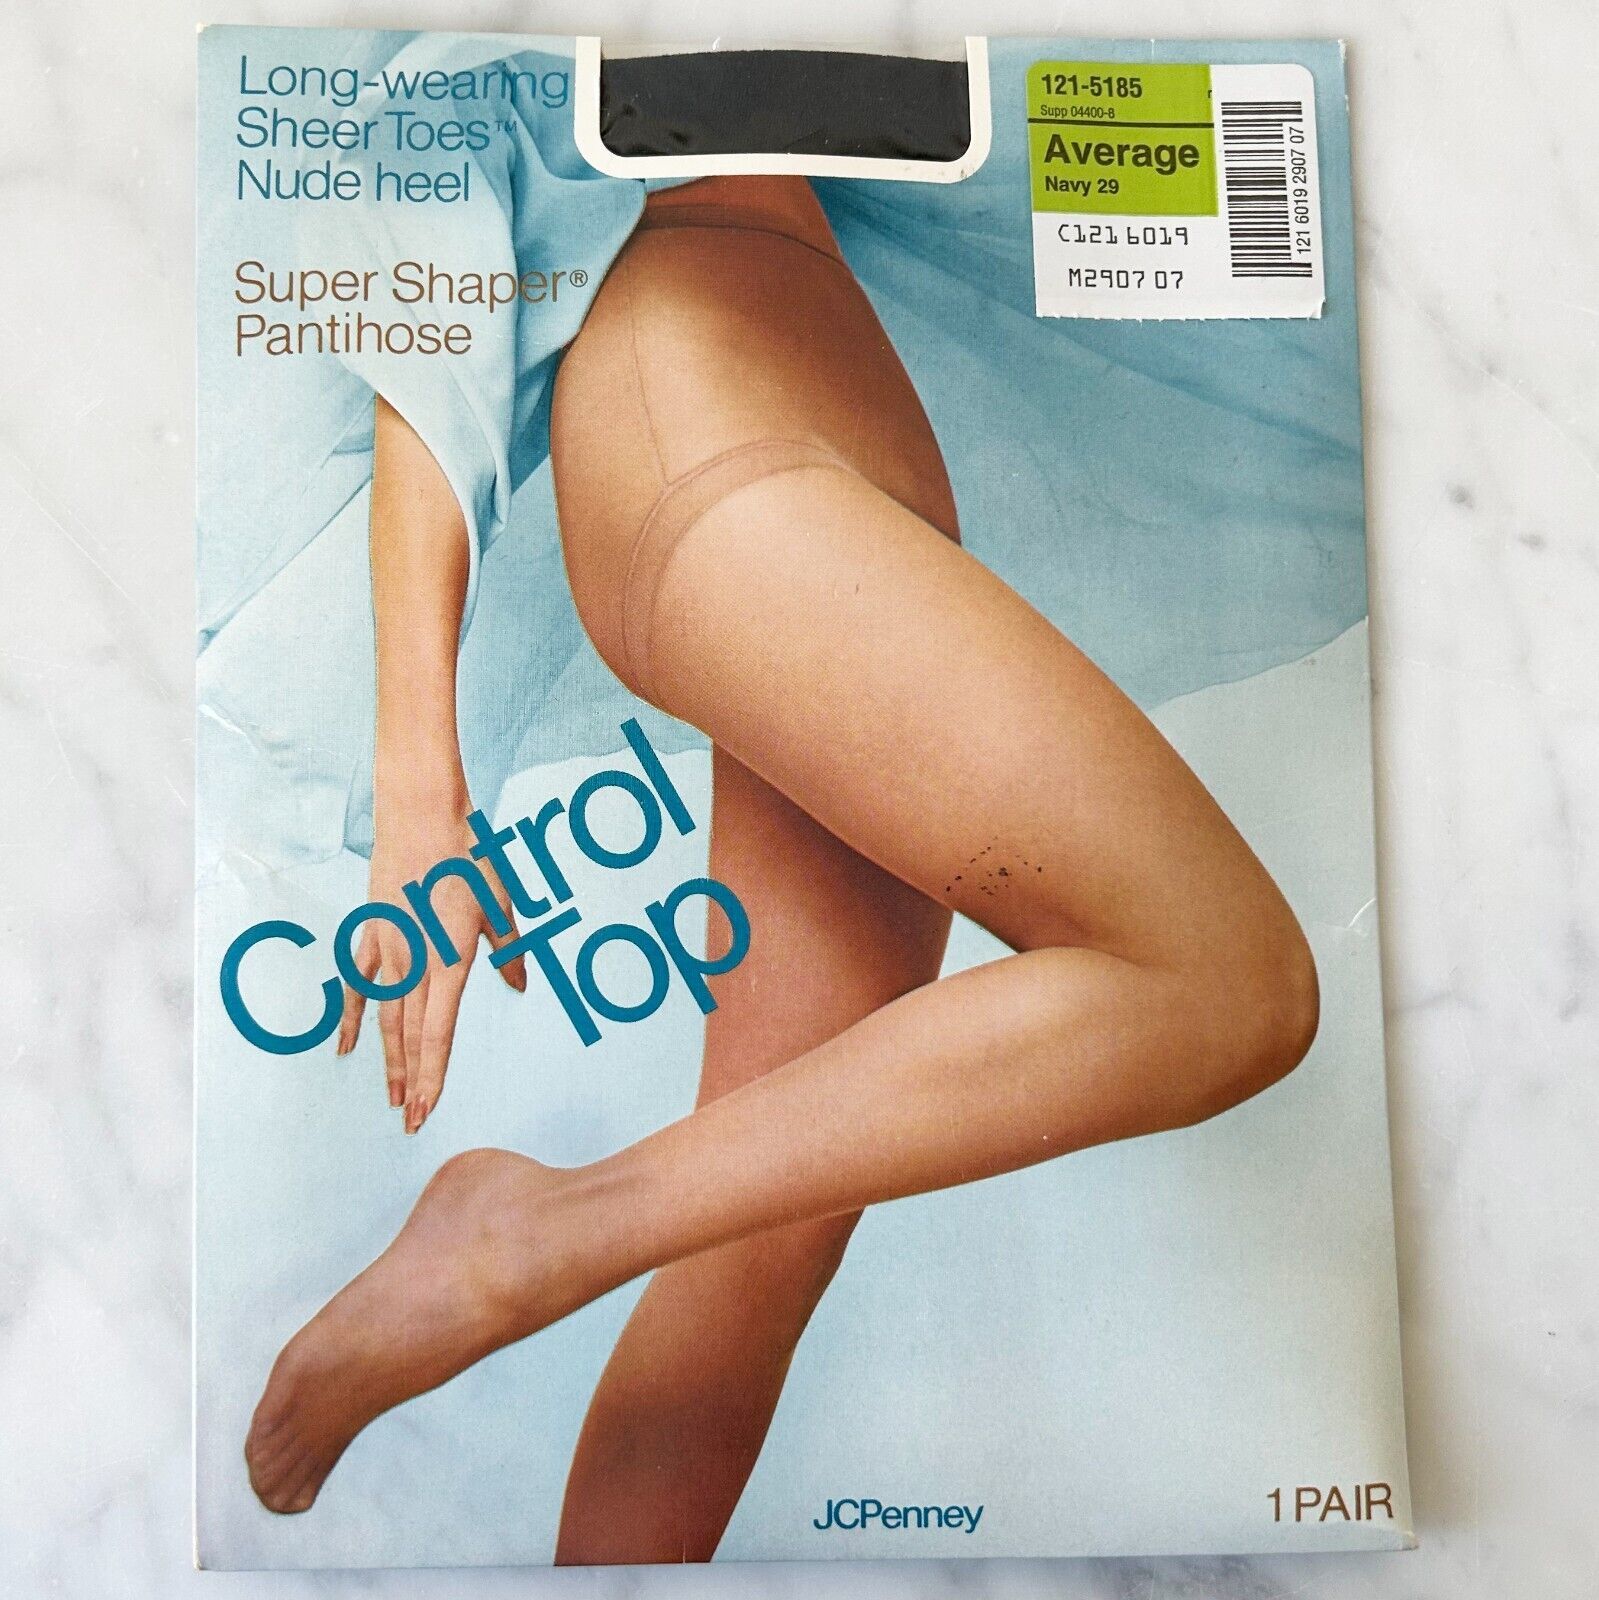 Long-wearing
Sheer Toes™
Nude heel
Super Shaper®
Pantihose
121-5185
Supp 04400-8
Average
Navy 29
C121 6019
M2907 07
121 6019 2907 07
Control
Top
JCPenney
1 PAIR